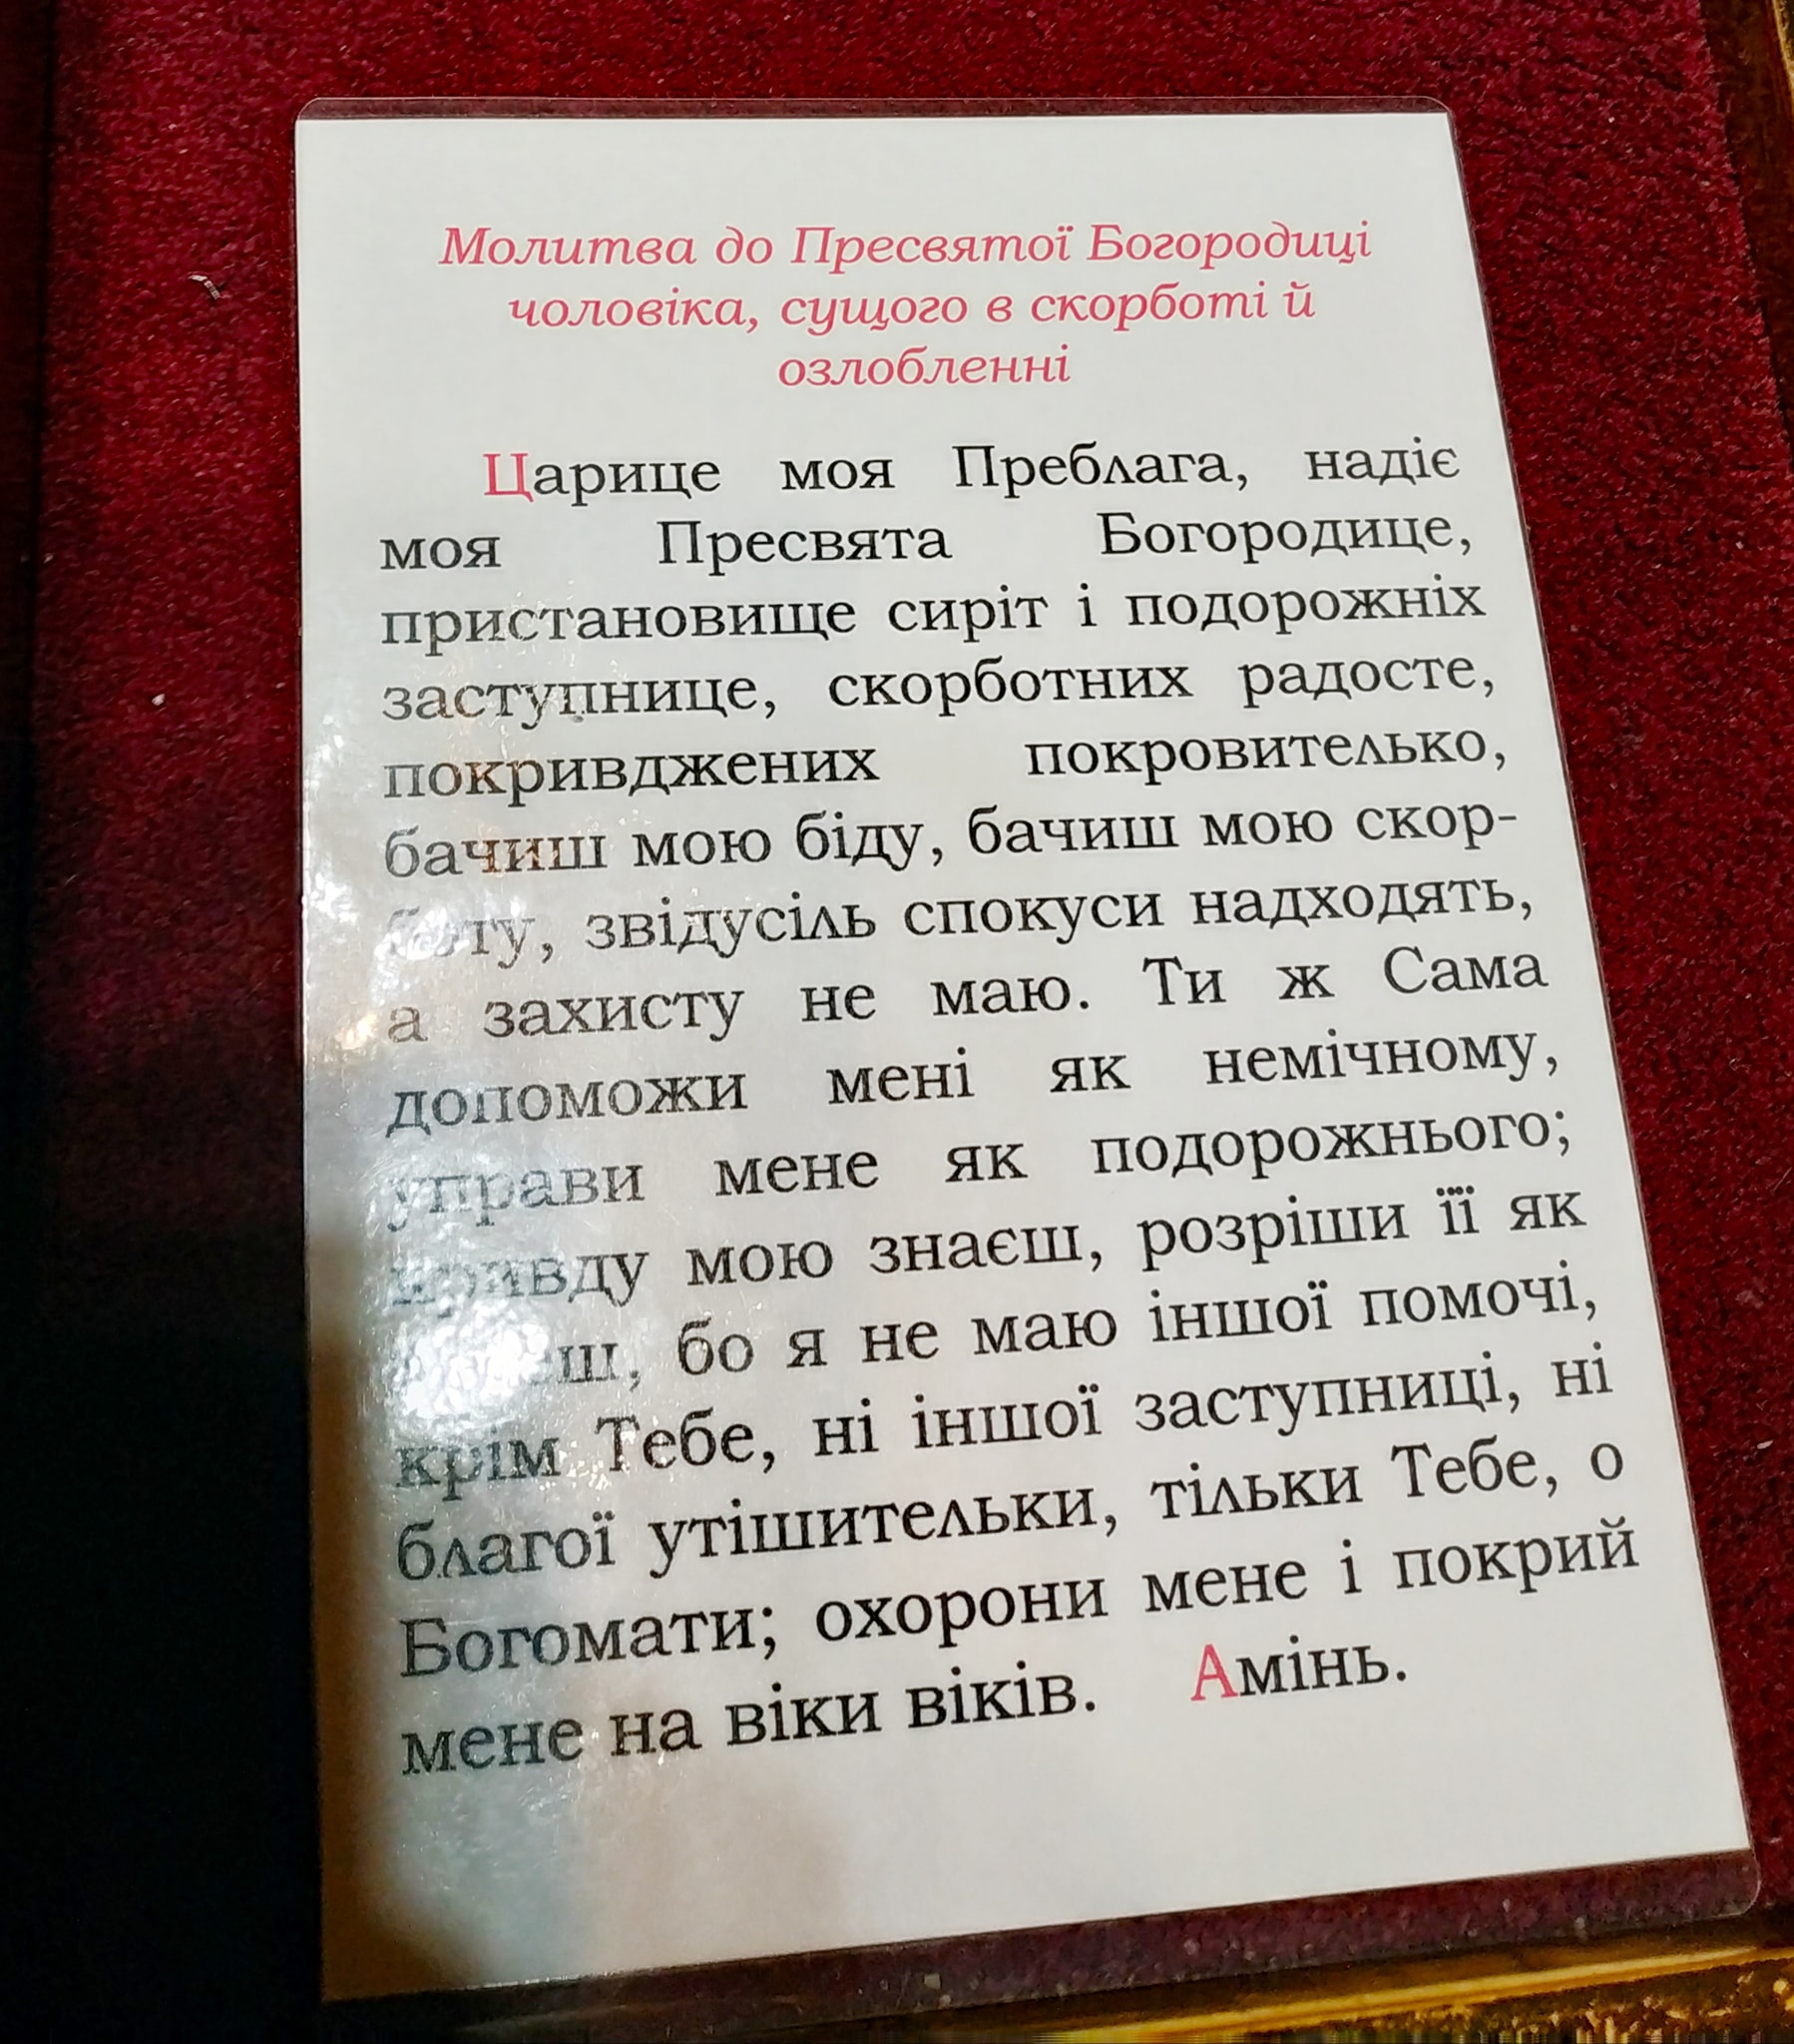 Молитва до Пресвятої Богородиці
чоловіка, сущого в скорботі й
озлобленні
Царице моя Преблага, надіє
моя Пресвята Богородице,
пристановище сиріт і подорожніх
заступнице, скорботних радосте,
покривджених покровителько,
бачиш мою біду, бачиш мою скор-
боту, звідусіль спокуси надходять,
а захисту не маю. Ти ж Сама
допоможи мені як немічному,
управи мене як подорожнього;
кривду мою знаєш, розріши її як
бо я не маю іншої помочі,
крім Тебе, ні іншої заступниці, ні
благої утішительки, тільки Тебе, о
Богомати; охорони мене і покрий
мене на віки віків. Амінь.